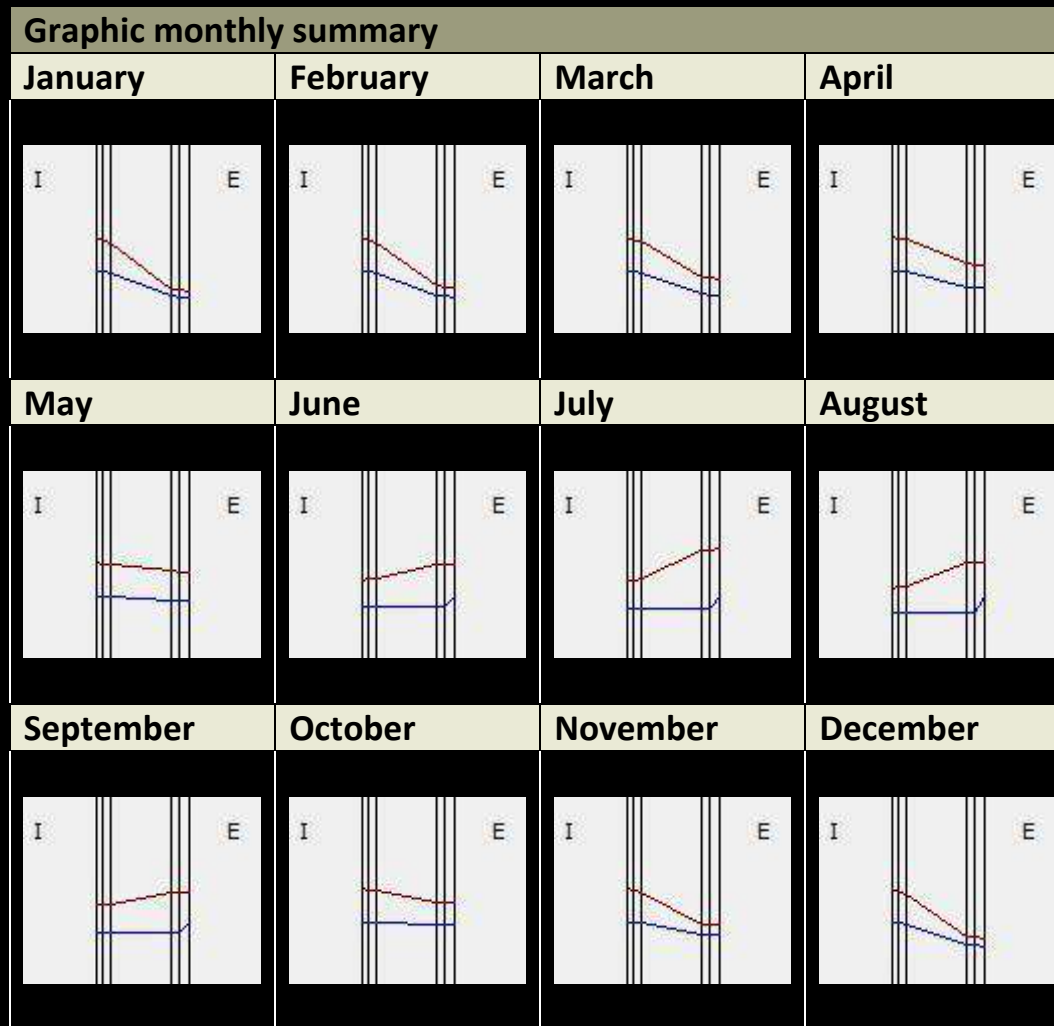 Graphic monthly summary
January February March April
I E I E I E I E
May June July August
I E I E I E I E
September October November December
I E I E I E I E